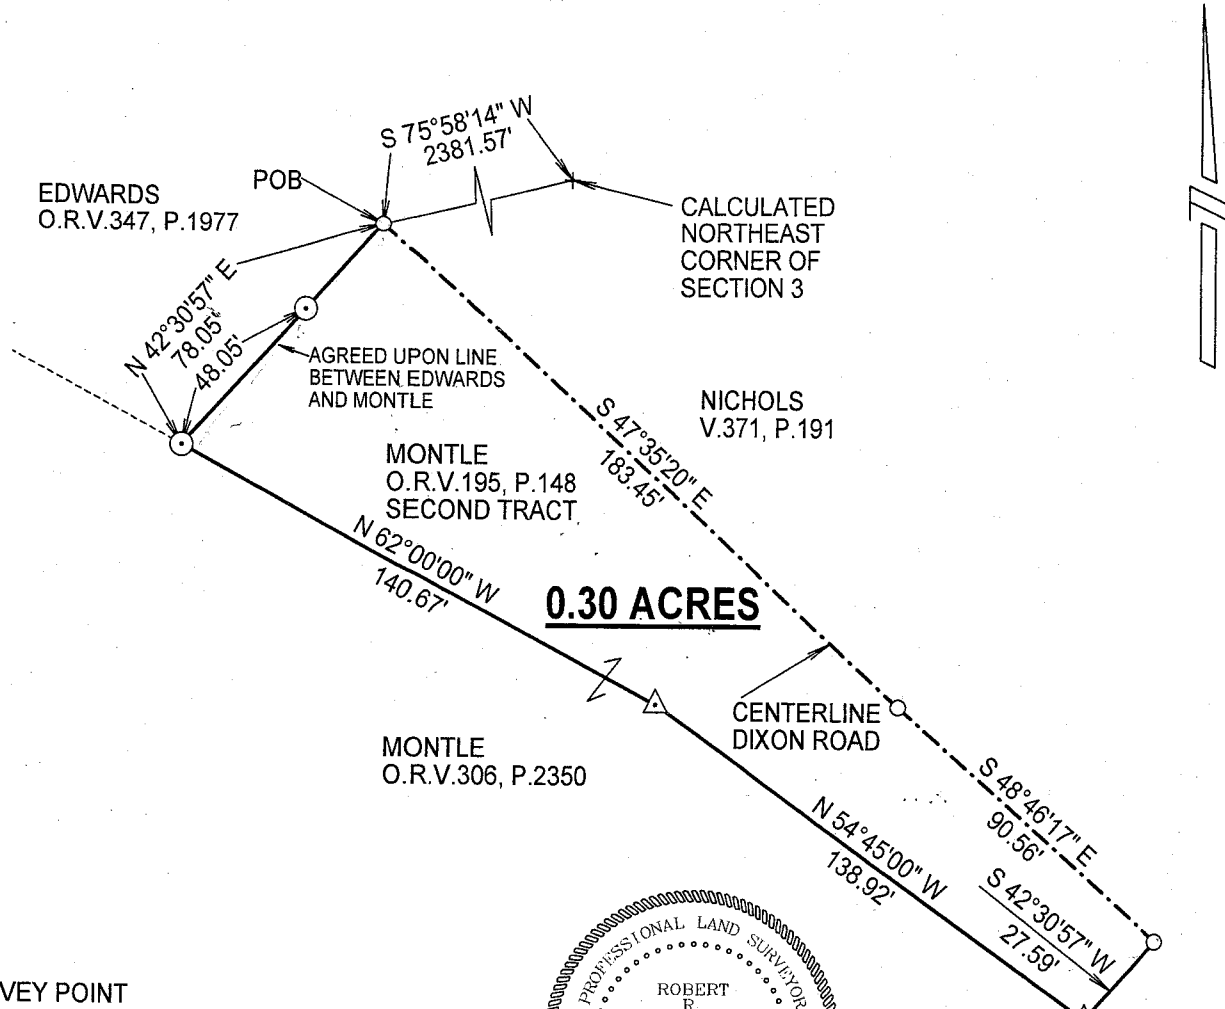 S 75°58'14" W
2381.57'
POB
EDWARDS
O.R.V.347, P.1977
CALCULATED
NORTHEAST
CORNER OF
SECTION 3
N 42°30'57" E
78.05'
48.05'
AGREED UPON LINE
BETWEEN EDWARDS
AND MONTLE
NICHOLS
V.371, P.191
S 47°35'20" E
183.45'
MONTLE
O.R.V.195, P.148
SECOND TRACT
N 62°00'00" W
140.67'
0.30 ACRES
CENTERLINE
DIXON ROAD
MONTLE
O.R.V.306, P.2350
S 48°46'17" E
90.56'
N 54°45'00" W
138.92'
S 42°30'57" W
27.59'
PROFESSIONAL LAND SURVEYOR
ROBERT
R.
VEY POINT